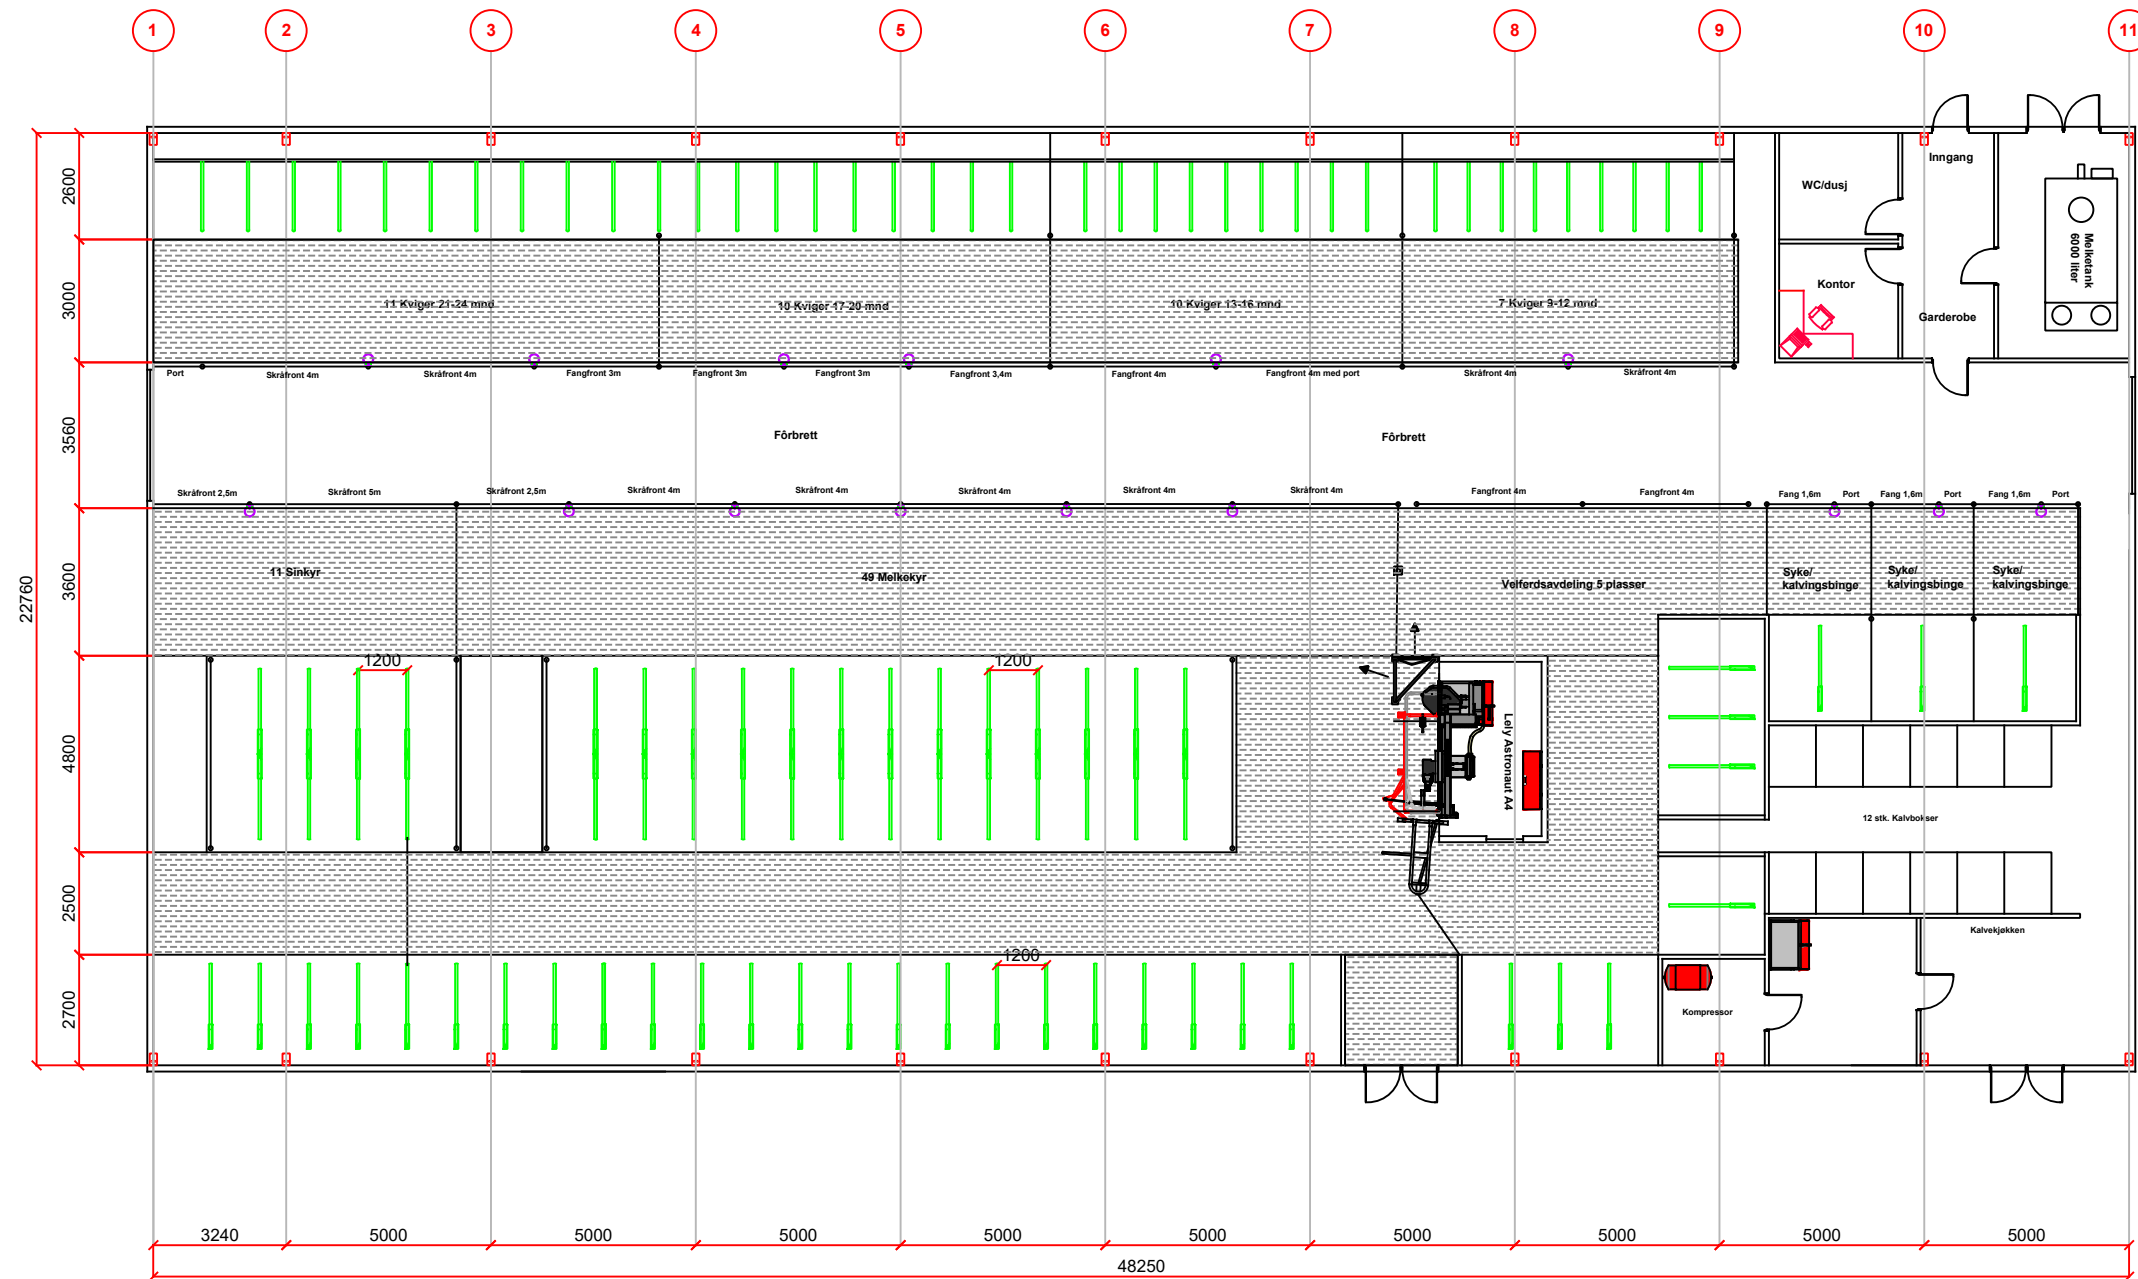 1 2 3 4 5 6 7 8 9 10 11
Inngang
WC/dusj
Melketank
6000 liter
Kontor
Garderobe
2600
3000
3560
3600
4800
2500
2700
22760
11 Kviger 21-24 mnd
10 Kviger 17-20 mnd
10 Kviger 13-16 mnd
7 Kviger 9-12 mnd
Port
Skråfront 4m
Skråfront 4m
Fangfront 3m
Fangfront 3m
Fangfront 3m
Fangfront 3,4m
Fangfront 4m
Fangfront 4m med port
Skråfront 4m
Skråfront 4m
Fôrbrett
Fôrbrett
Skråfront 2,5m
Skråfront 5m
Skråfront 2,5m
Skråfront 4m
Skråfront 4m
Skråfront 4m
Skråfront 4m
Skråfront 4m
Fangfront 4m
Fangfront 4m
Fang 1,6m
Port
Fang 1,6m
Port
Fang 1,6m
Port
11 Sinkyr
49 Melkekyr
Velferdsavdeling 5 plasser
Syke/
kalvingsbinge
Syke/
kalvingsbinge
Syke/
kalvingsbinge
1200
1200
Lely Astronaut A4
12 stk. Kalvbokser
Kalvekjøkken
1200
Kompressor
3240
5000
5000
5000
5000
5000
5000
5000
5000
5000
48250